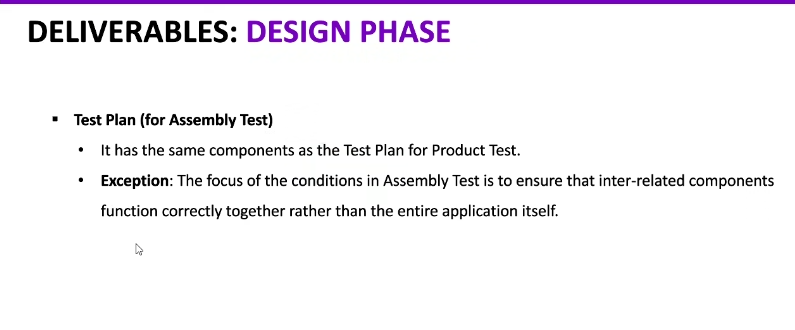 DELIVERABLES: DESIGN PHASE
▪ Test Plan (for Assembly Test)
• It has the same components as the Test Plan for Product Test.
• Exception: The focus of the conditions in Assembly Test is to ensure that inter-related components
function correctly together rather than the entire application itself.